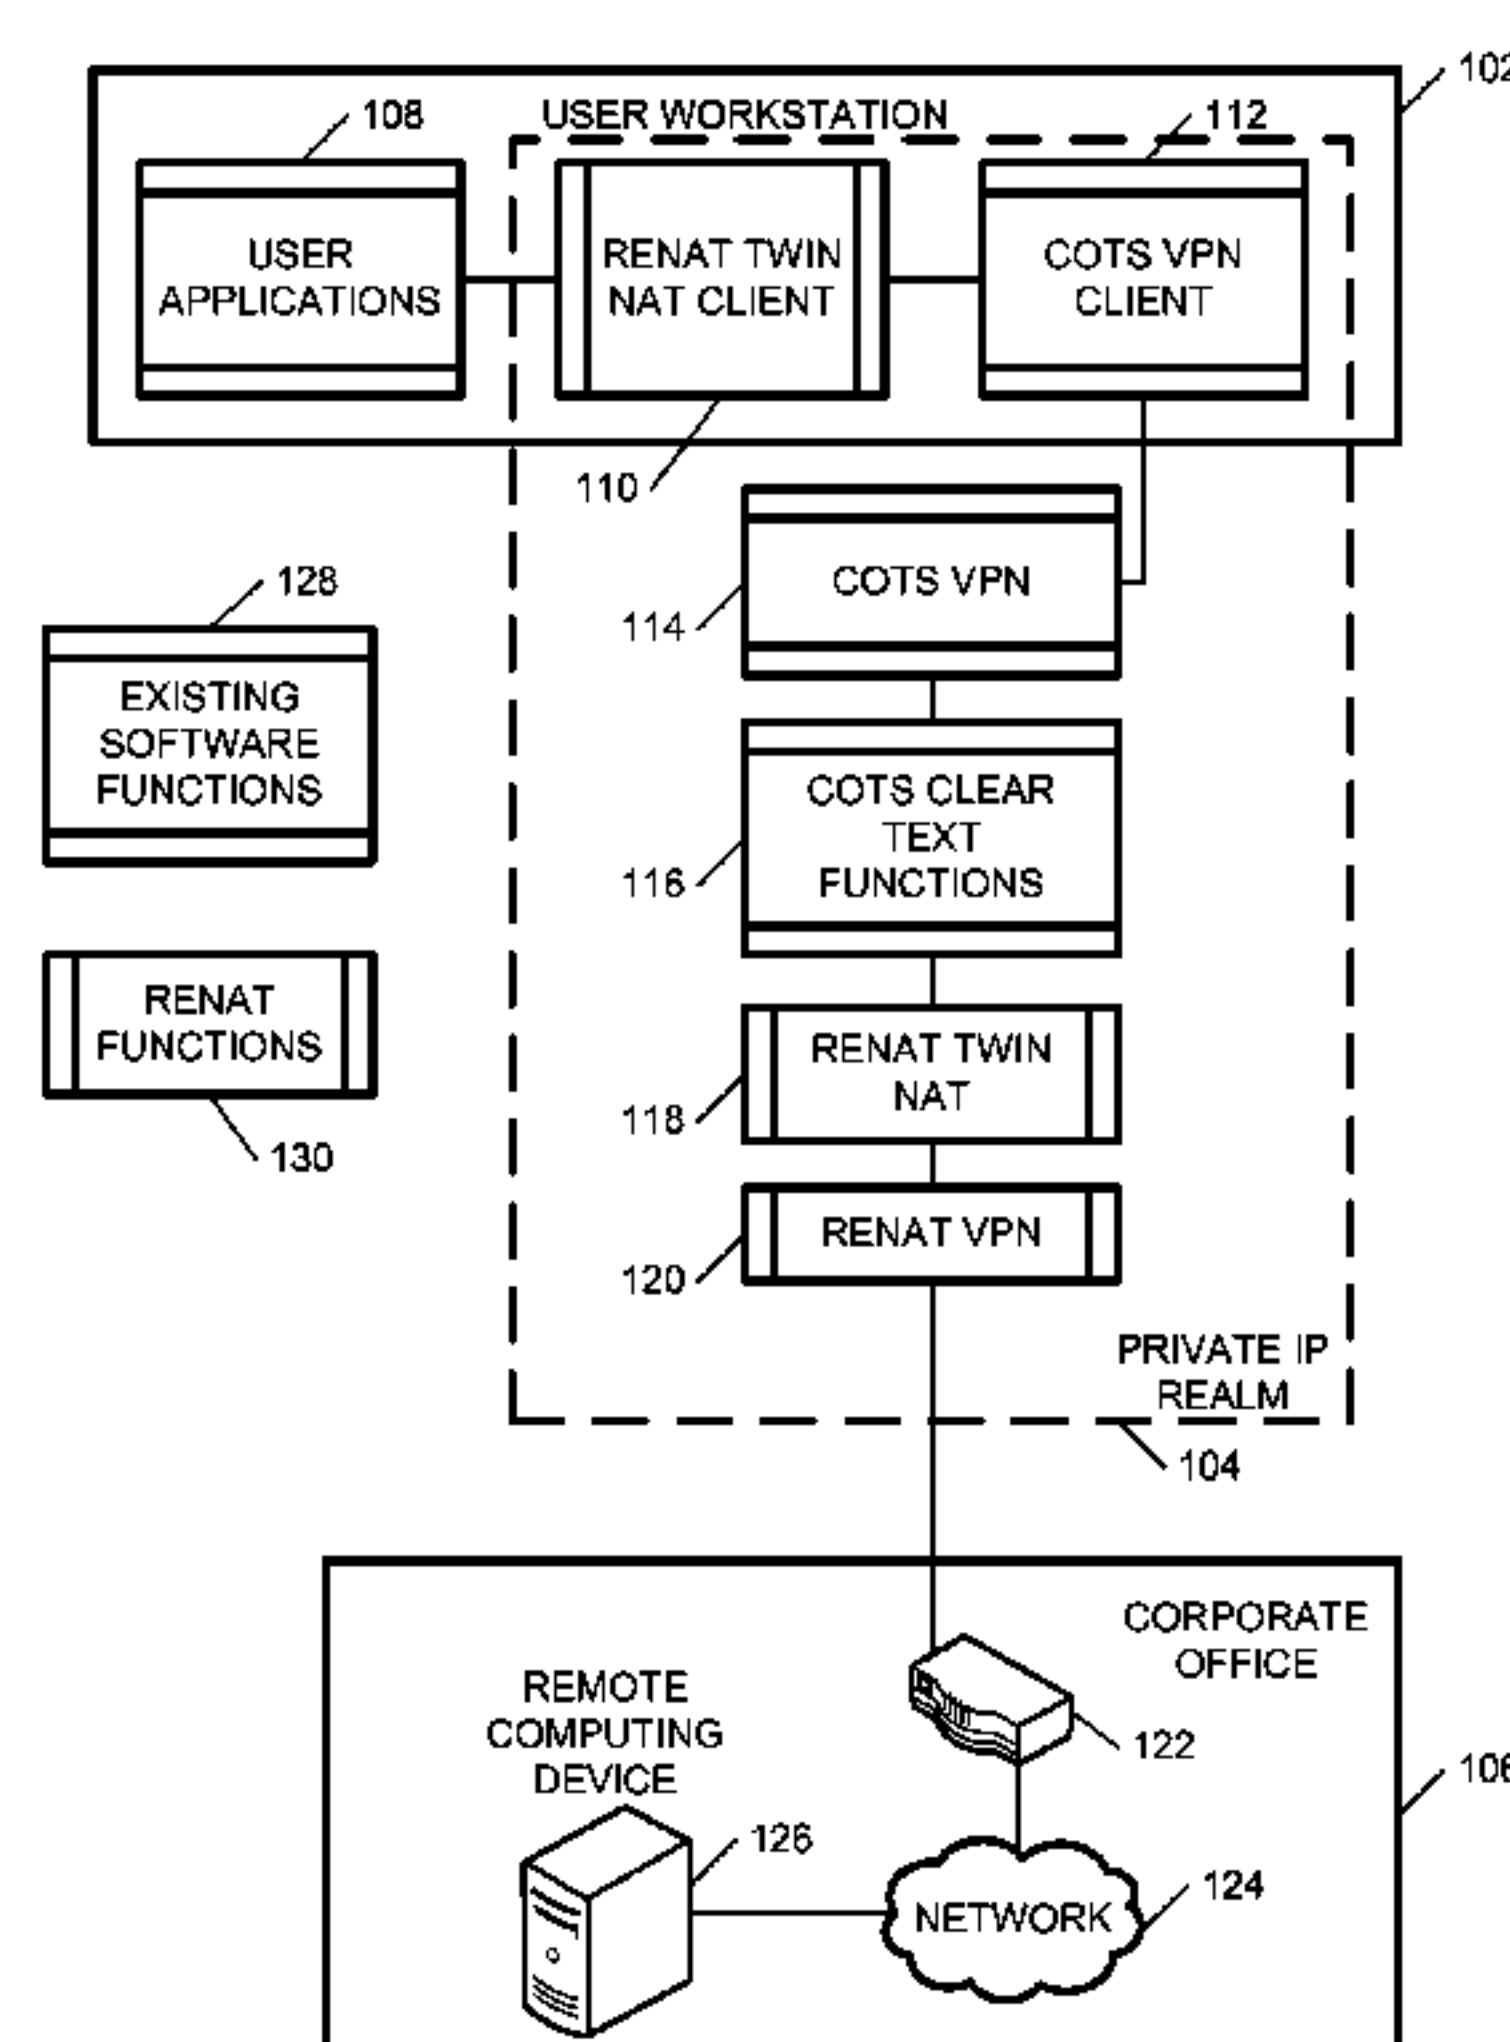 102
108
USER WORKSTATION
112
USER
APPLICATIONS
RENAT TWIN
NAT CLIENT
COTS VPN
CLIENT
110
128
COTS VPN
114
EXISTING
SOFTWARE
FUNCTIONS
COTS CLEAR
TEXT
FUNCTIONS
116
RENAT
FUNCTIONS
RENAT TWIN
NAT
118
130
RENAT VPN
120
PRIVATE IP
REALM
104
CORPORATE
OFFICE
REMOTE
COMPUTING
DEVICE
122
106
126
124
NETWORK